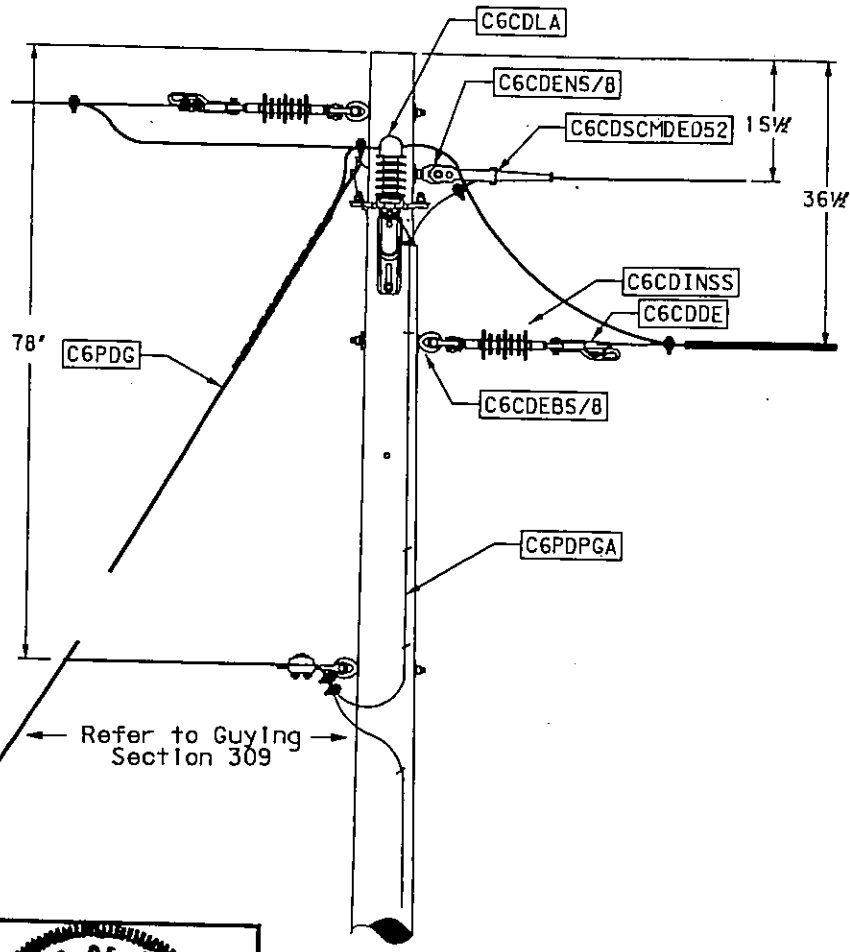 C6CDLA
C6CDENS/8
C6CDSCMDED52
15½"
36½"
C6CDINSS
C6CDDE
78"
C6PDG
C6CDEBS/8
C6PDPGA
Refer to Guying
Section 309